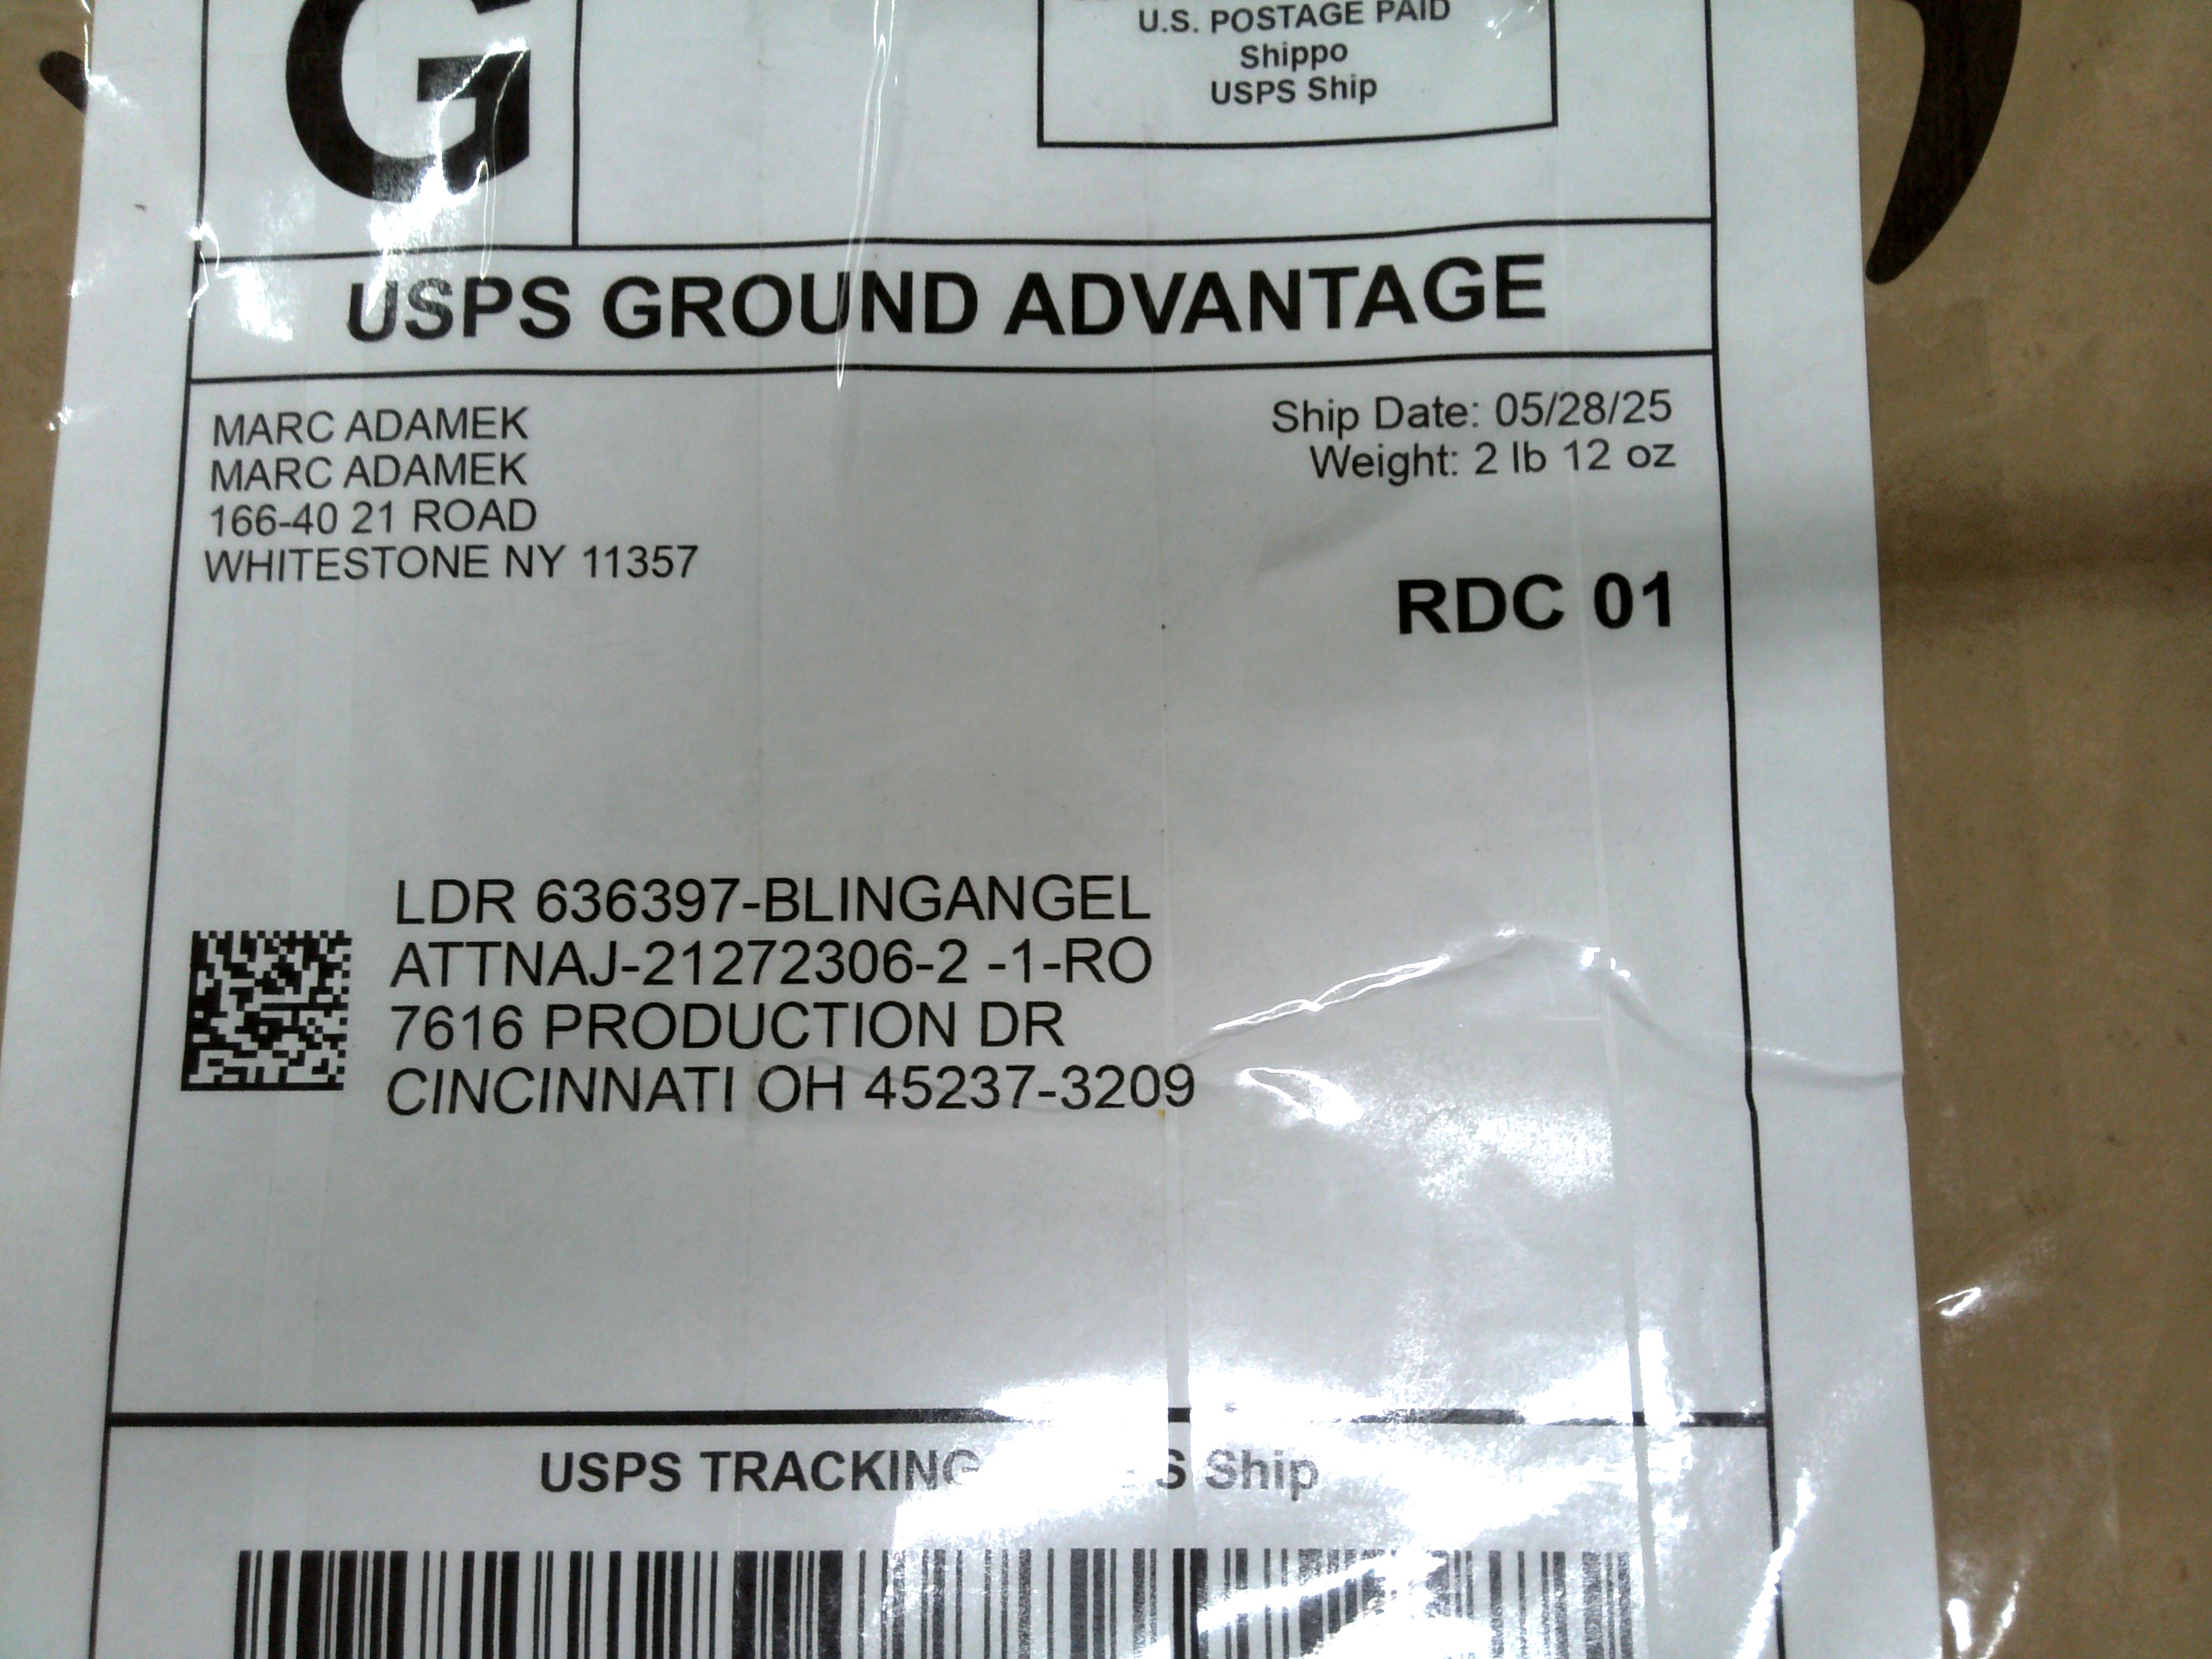 G
U.S. POSTAGE PAID
Shippo
USPS Ship
USPS GROUND ADVANTAGE
MARC ADAMEK
MARC ADAMEK
166-40 21 ROAD
WHITESTONE NY 11357
Ship Date: 05/28/25
Weight: 2 lb 12 oz
RDC 01
LDR 636397-BLINGANGEL
ATTNAJ-21272306-2 -1-RO
7616 PRODUCTION DR
CINCINNATI OH 45237-3209
USPS TRACKING Ship